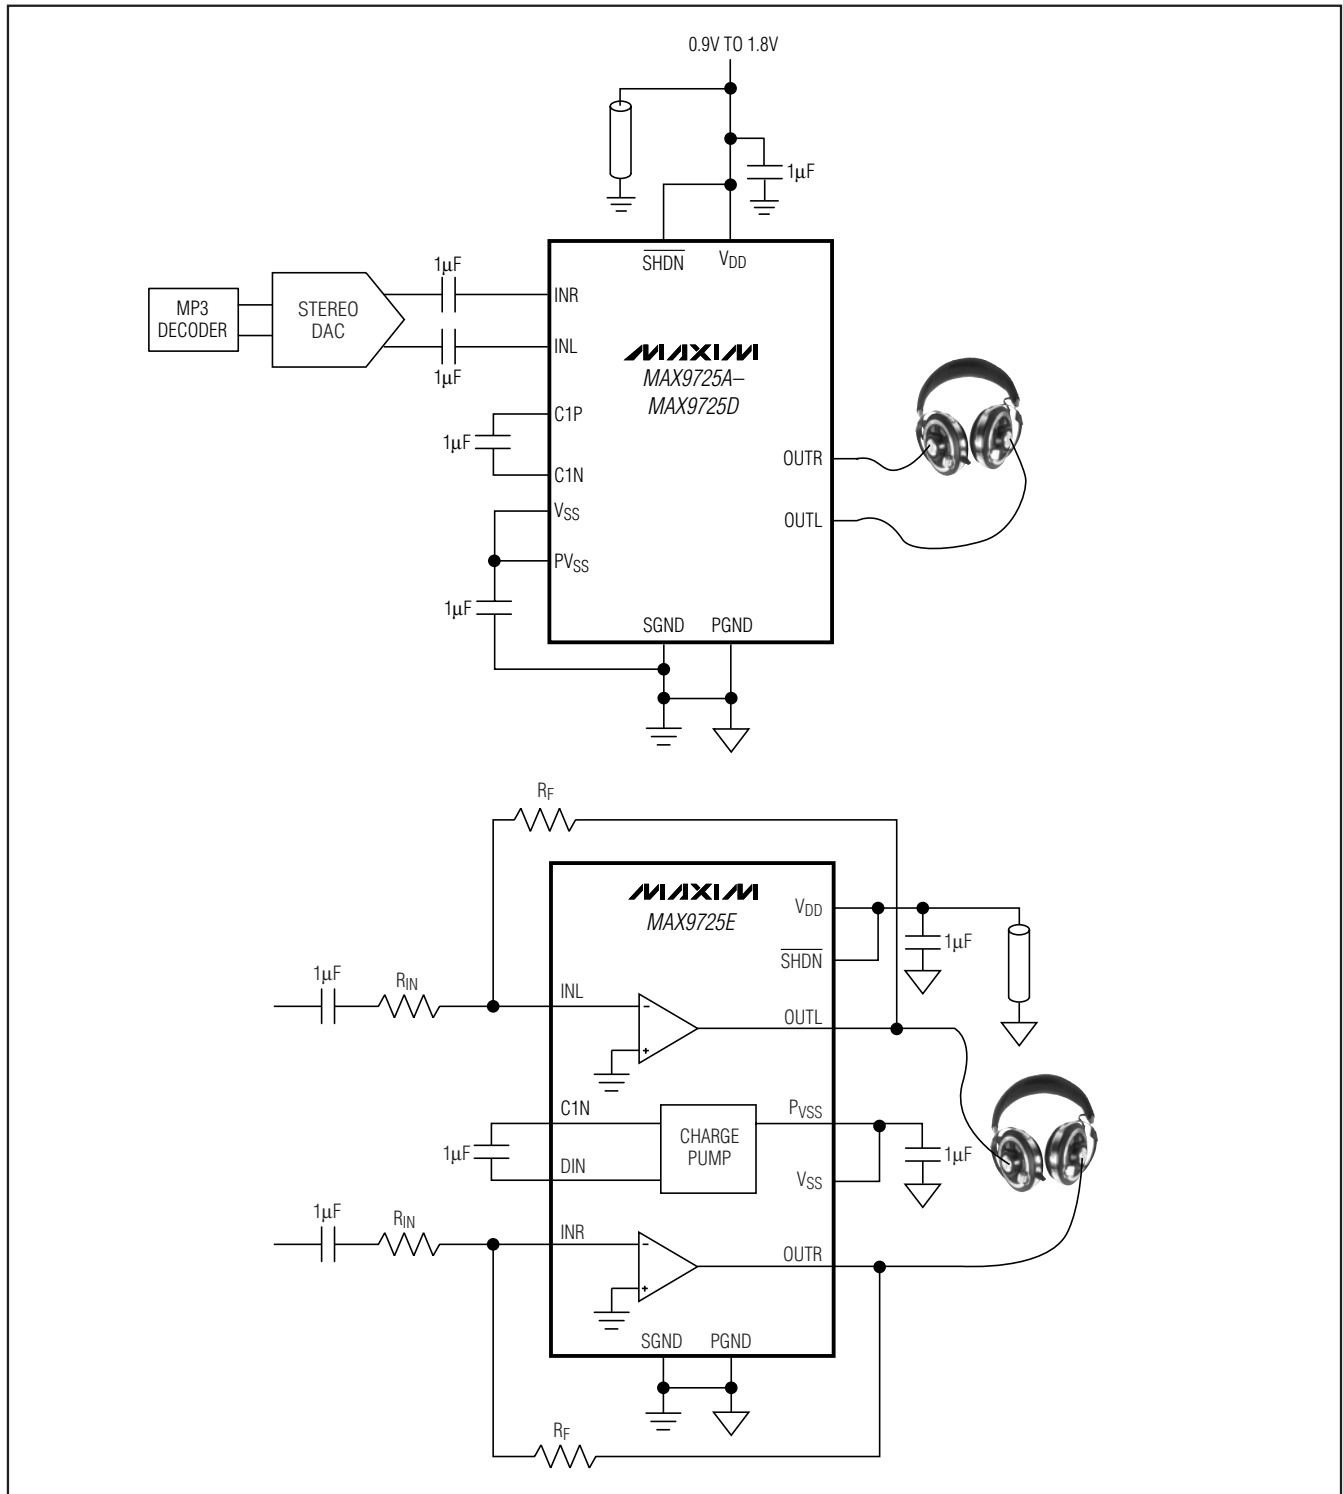 0.9V TO 1.8V
1µF
SHDN
VDD
1µF
MP3
DECODER
STEREO
DAC
INR
INL
1µF
MAXIM
MAX9725A–
MAX9725D
C1P
1µF
C1N
OUTR
VSS
OUTL
PVSS
1µF
SGND
PGND
RF
MAXIM
MAX9725E
VDD
1µF
SHDN
1µF
RIN
INL
-
+
OUTL
C1N
CHARGE
PUMP
PVSS
1µF
DIN
VSS
1µF
1µF
RIN
INR
-
+
OUTR
SGND
PGND
RF